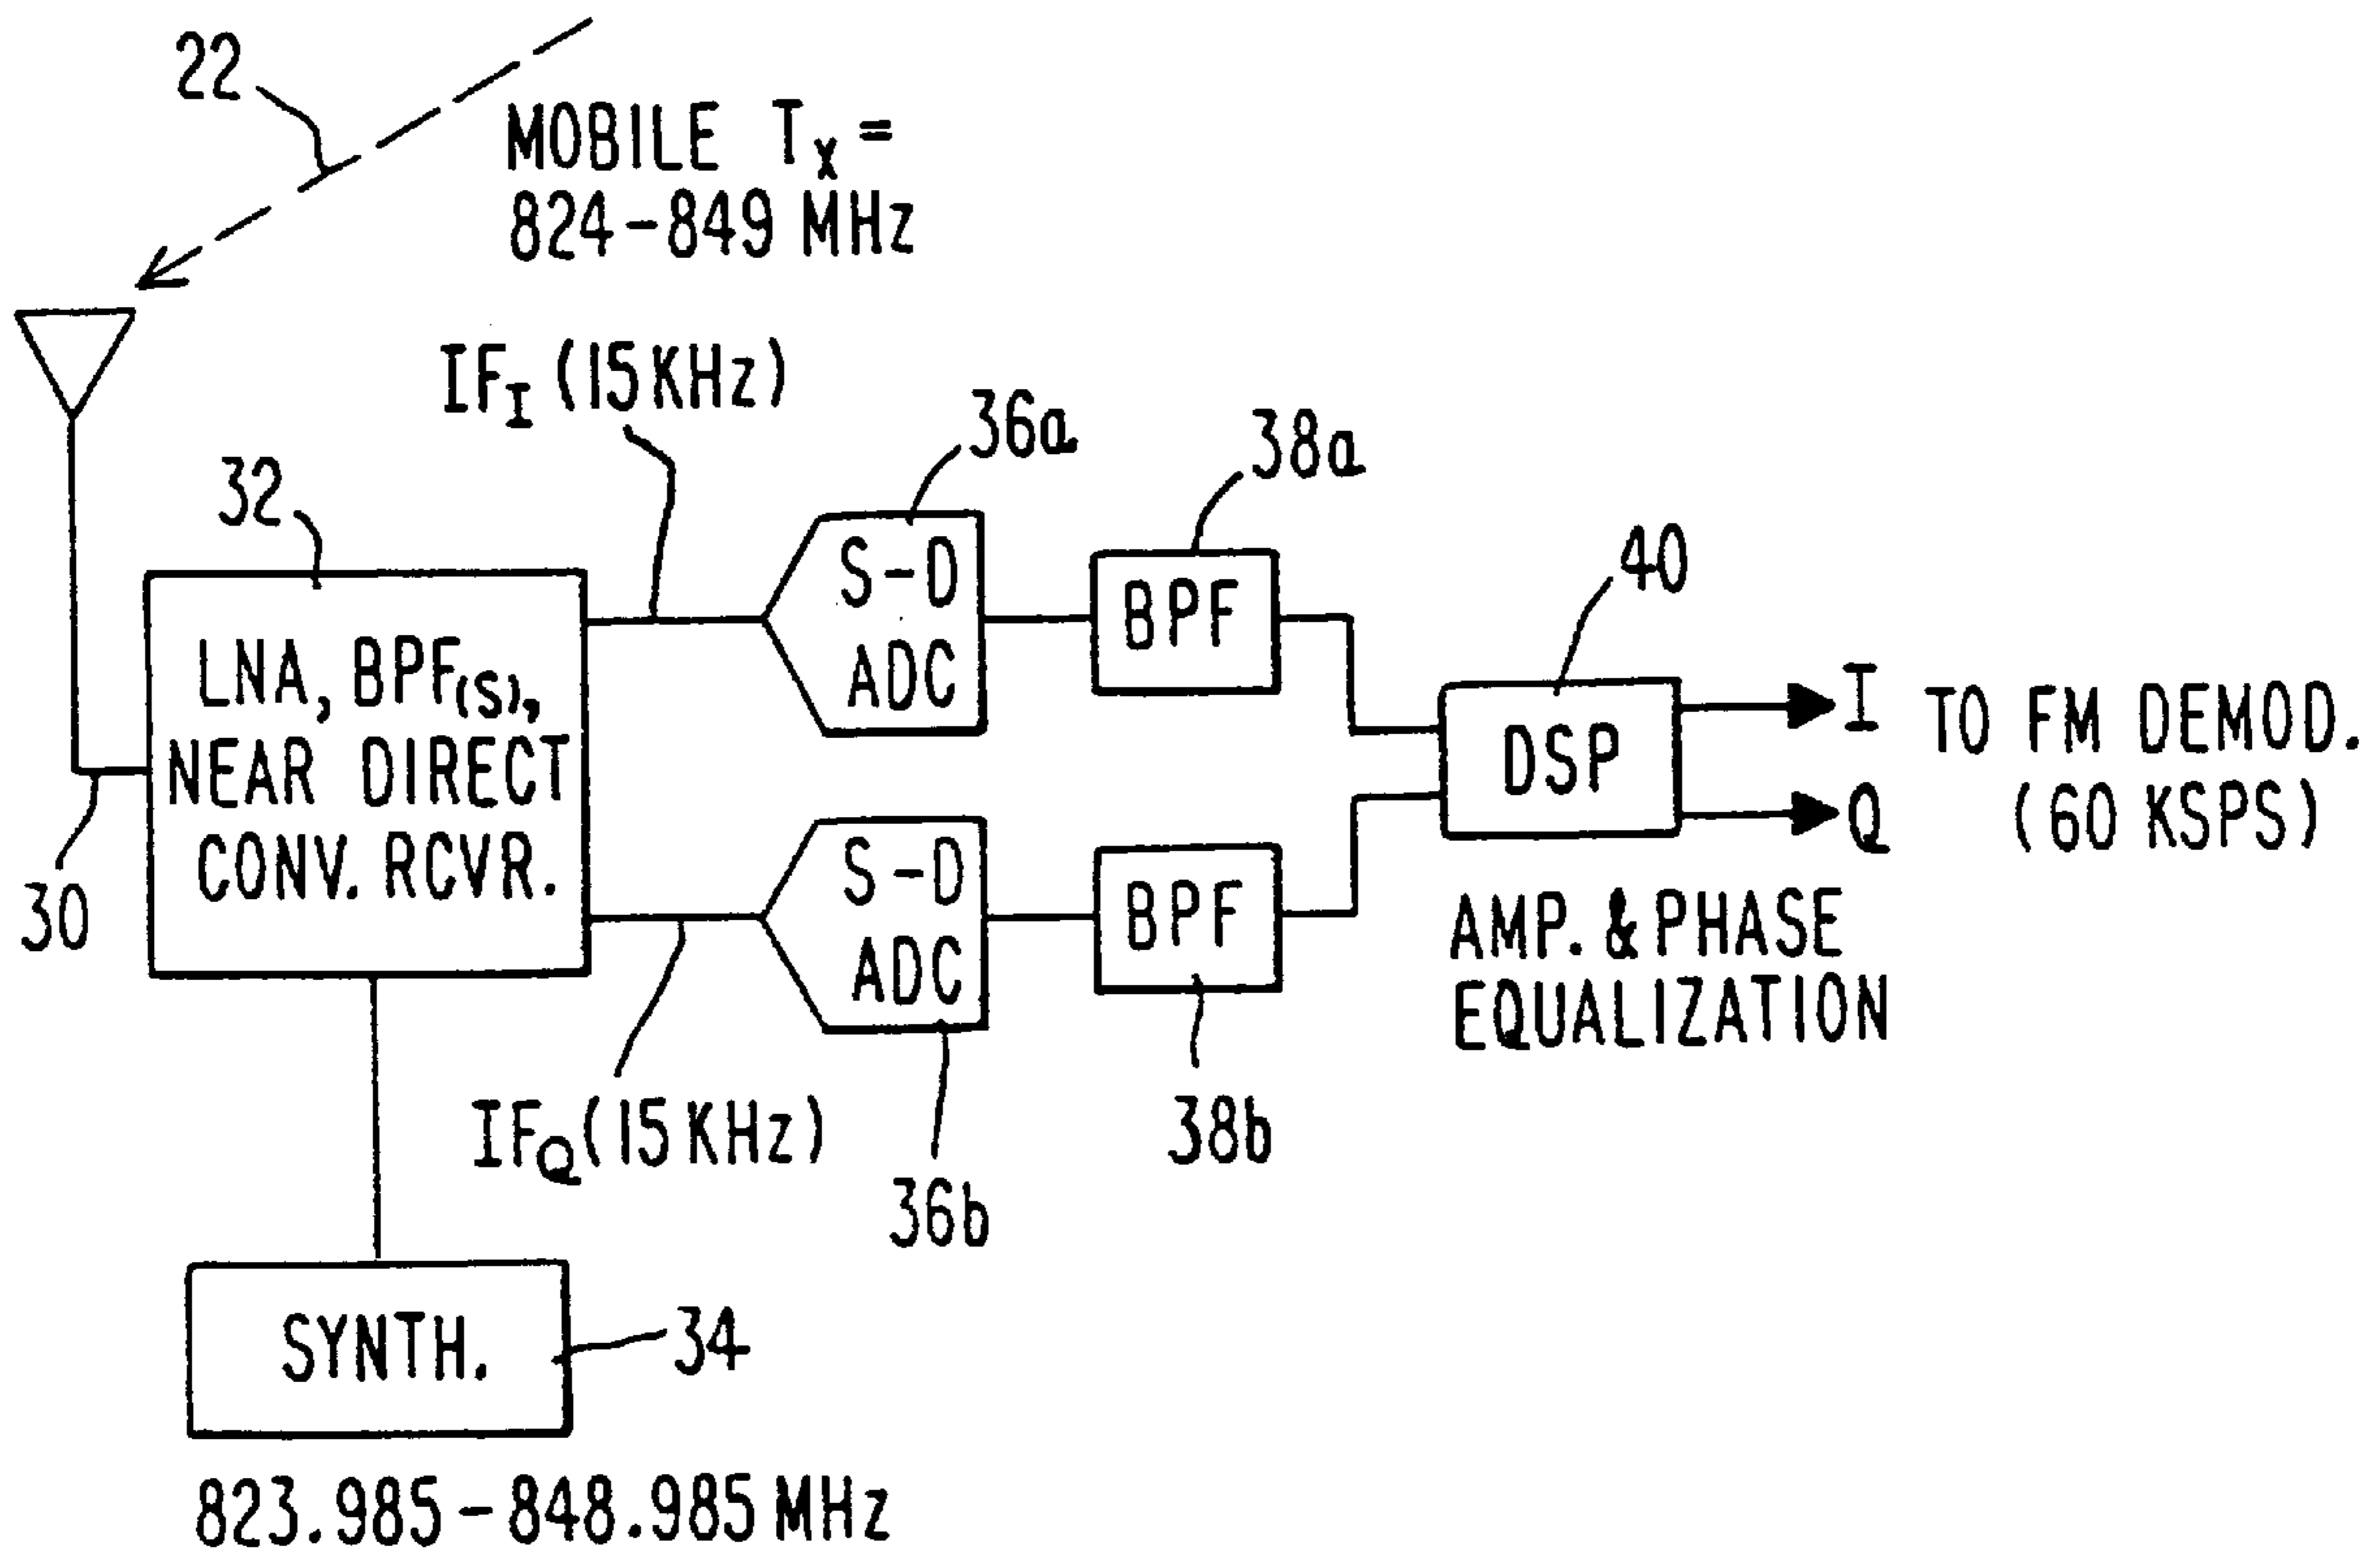 22
MOBILE Tx =
824-849 MHz
IFI (15 KHz)
36a
38a
32
40
S-D
ADC
BPF
LNA, BPF(S),
NEAR DIRECT
CONV. RCVR.
DSP
I
Q
TO FM DEMOD.
(60 KSPS)
30
S-D
ADC
BPF
AMP. & PHASE
EQUALIZATION
IFQ (15 KHz)
38b
36b
SYNTH.
34
823.985-848.985 MHz